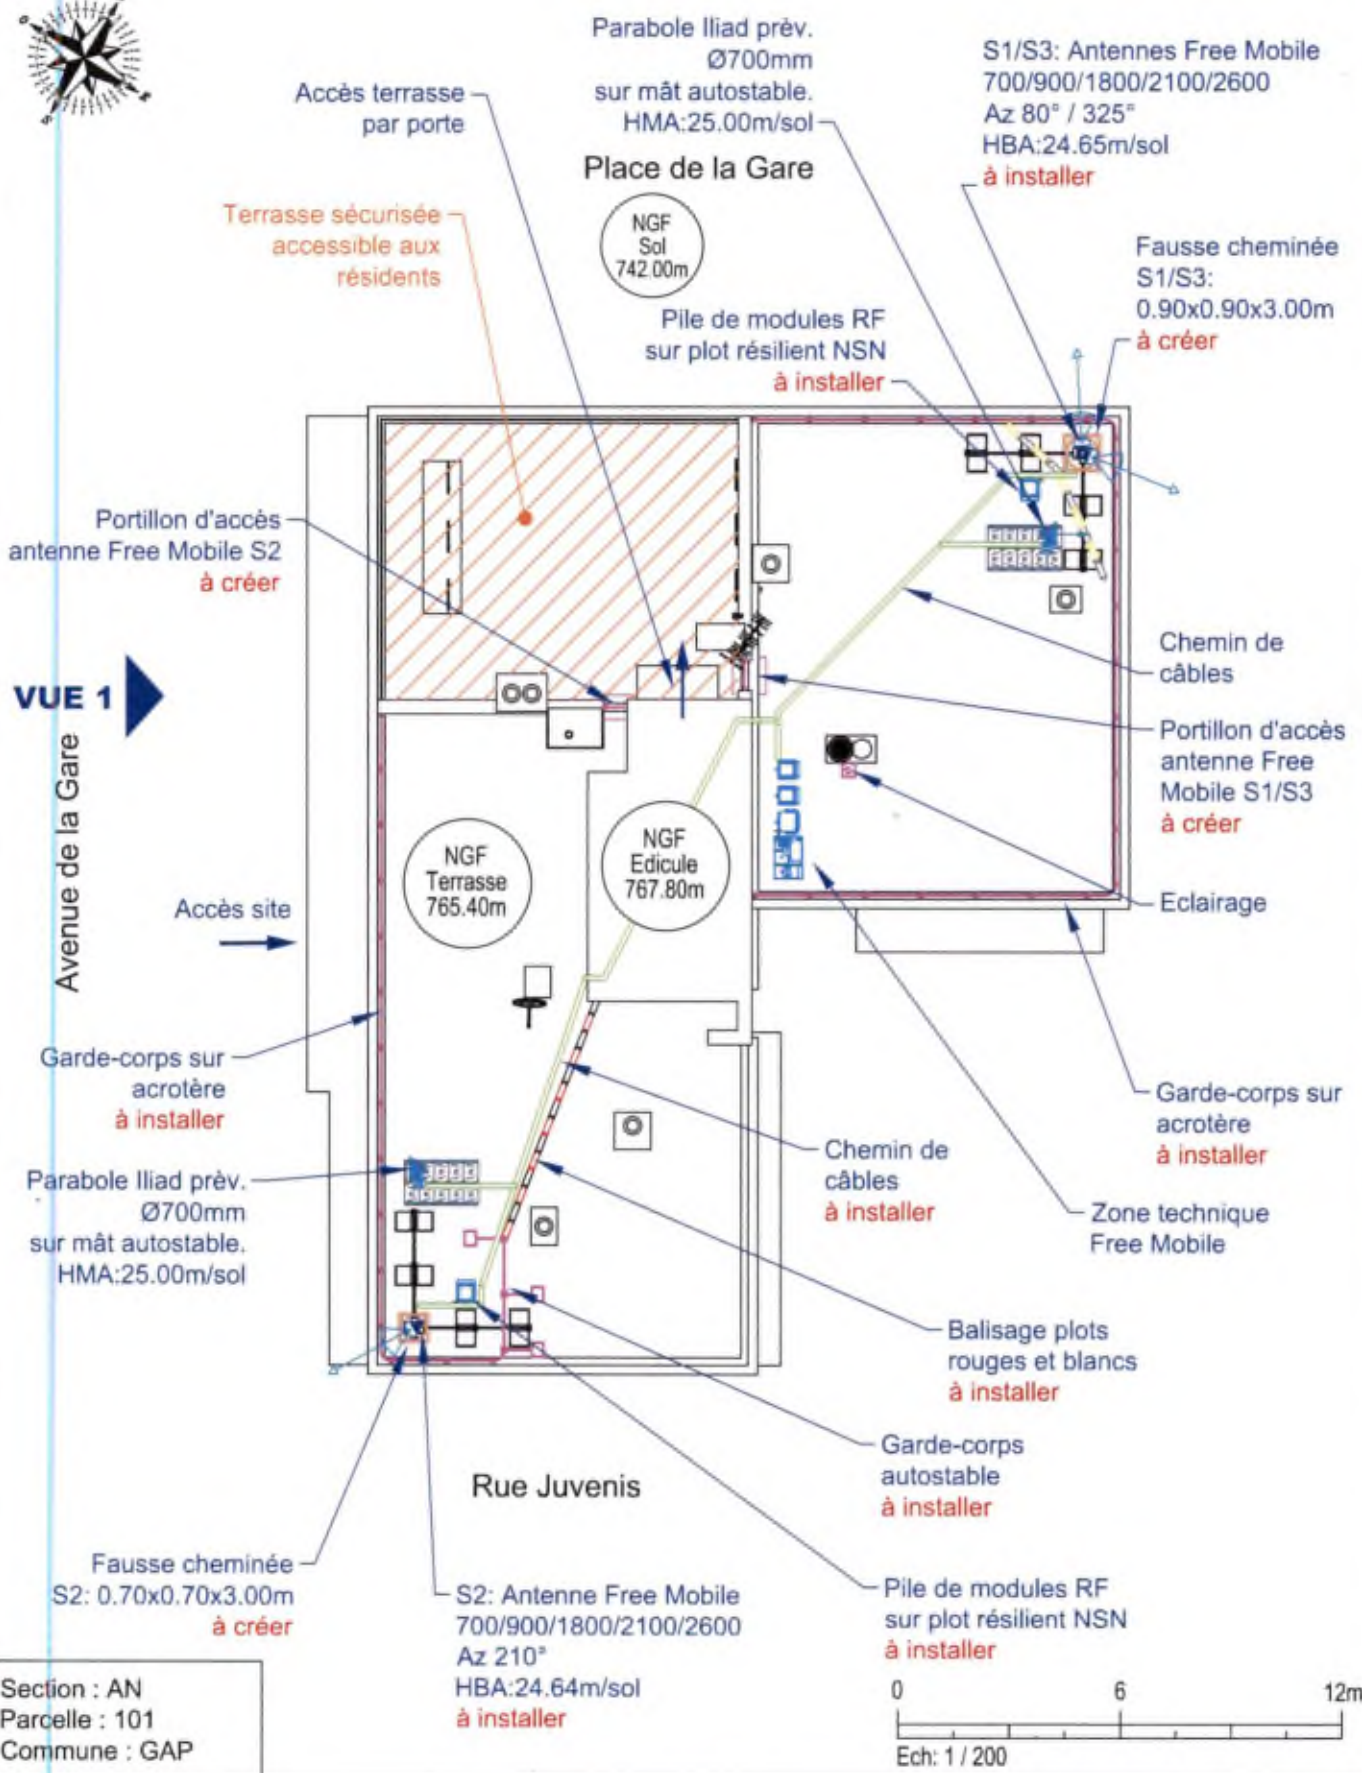 Parabole Iliad prèv.
Ø700mm
sur mât autostable.
HMA:25.00m/sol
S1/S3: Antennes Free Mobile
700/900/1800/2100/2600
Az 80° / 325°
HBA:24.65m/sol
à installer
Accès terrasse
par porte
Place de la Gare
NGF
Sol
742.00m
Terrasse sécurisée
accessible aux
résidents
Fausse cheminée
S1/S3:
0.90x0.90x3.00m
à créer
Pile de modules RF
sur plot résilient NSN
à installer
Portillon d'accès
antenne Free Mobile S2
à créer
VUE 1
Avenue de la Gare
Chemin de
câbles
Portillon d'accès
antenne Free
Mobile S1/S3
à créer
NGF
Terrasse
765.40m
NGF
Edicule
767.80m
Accès site
Eclairage
Garde-corps sur
acrotère
à installer
Garde-corps sur
acrotère
à installer
Chemin de
câbles
à installer
Parabole Iliad prèv.
Ø700mm
sur mât autostable.
HMA:25.00m/sol
Zone technique
Free Mobile
Balisage plots
rouges et blancs
à installer
Garde-corps
autostable
à installer
Rue Juvenis
Fausse cheminée
S2: 0.70x0.70x3.00m
à créer
S2: Antenne Free Mobile
700/900/1800/2100/2600
Az 210°
HBA:24.64m/sol
à installer
Pile de modules RF
sur plot résilient NSN
à installer
Section : AN
Parcelle : 101
Commune : GAP
0 6 12m
Ech: 1 / 200